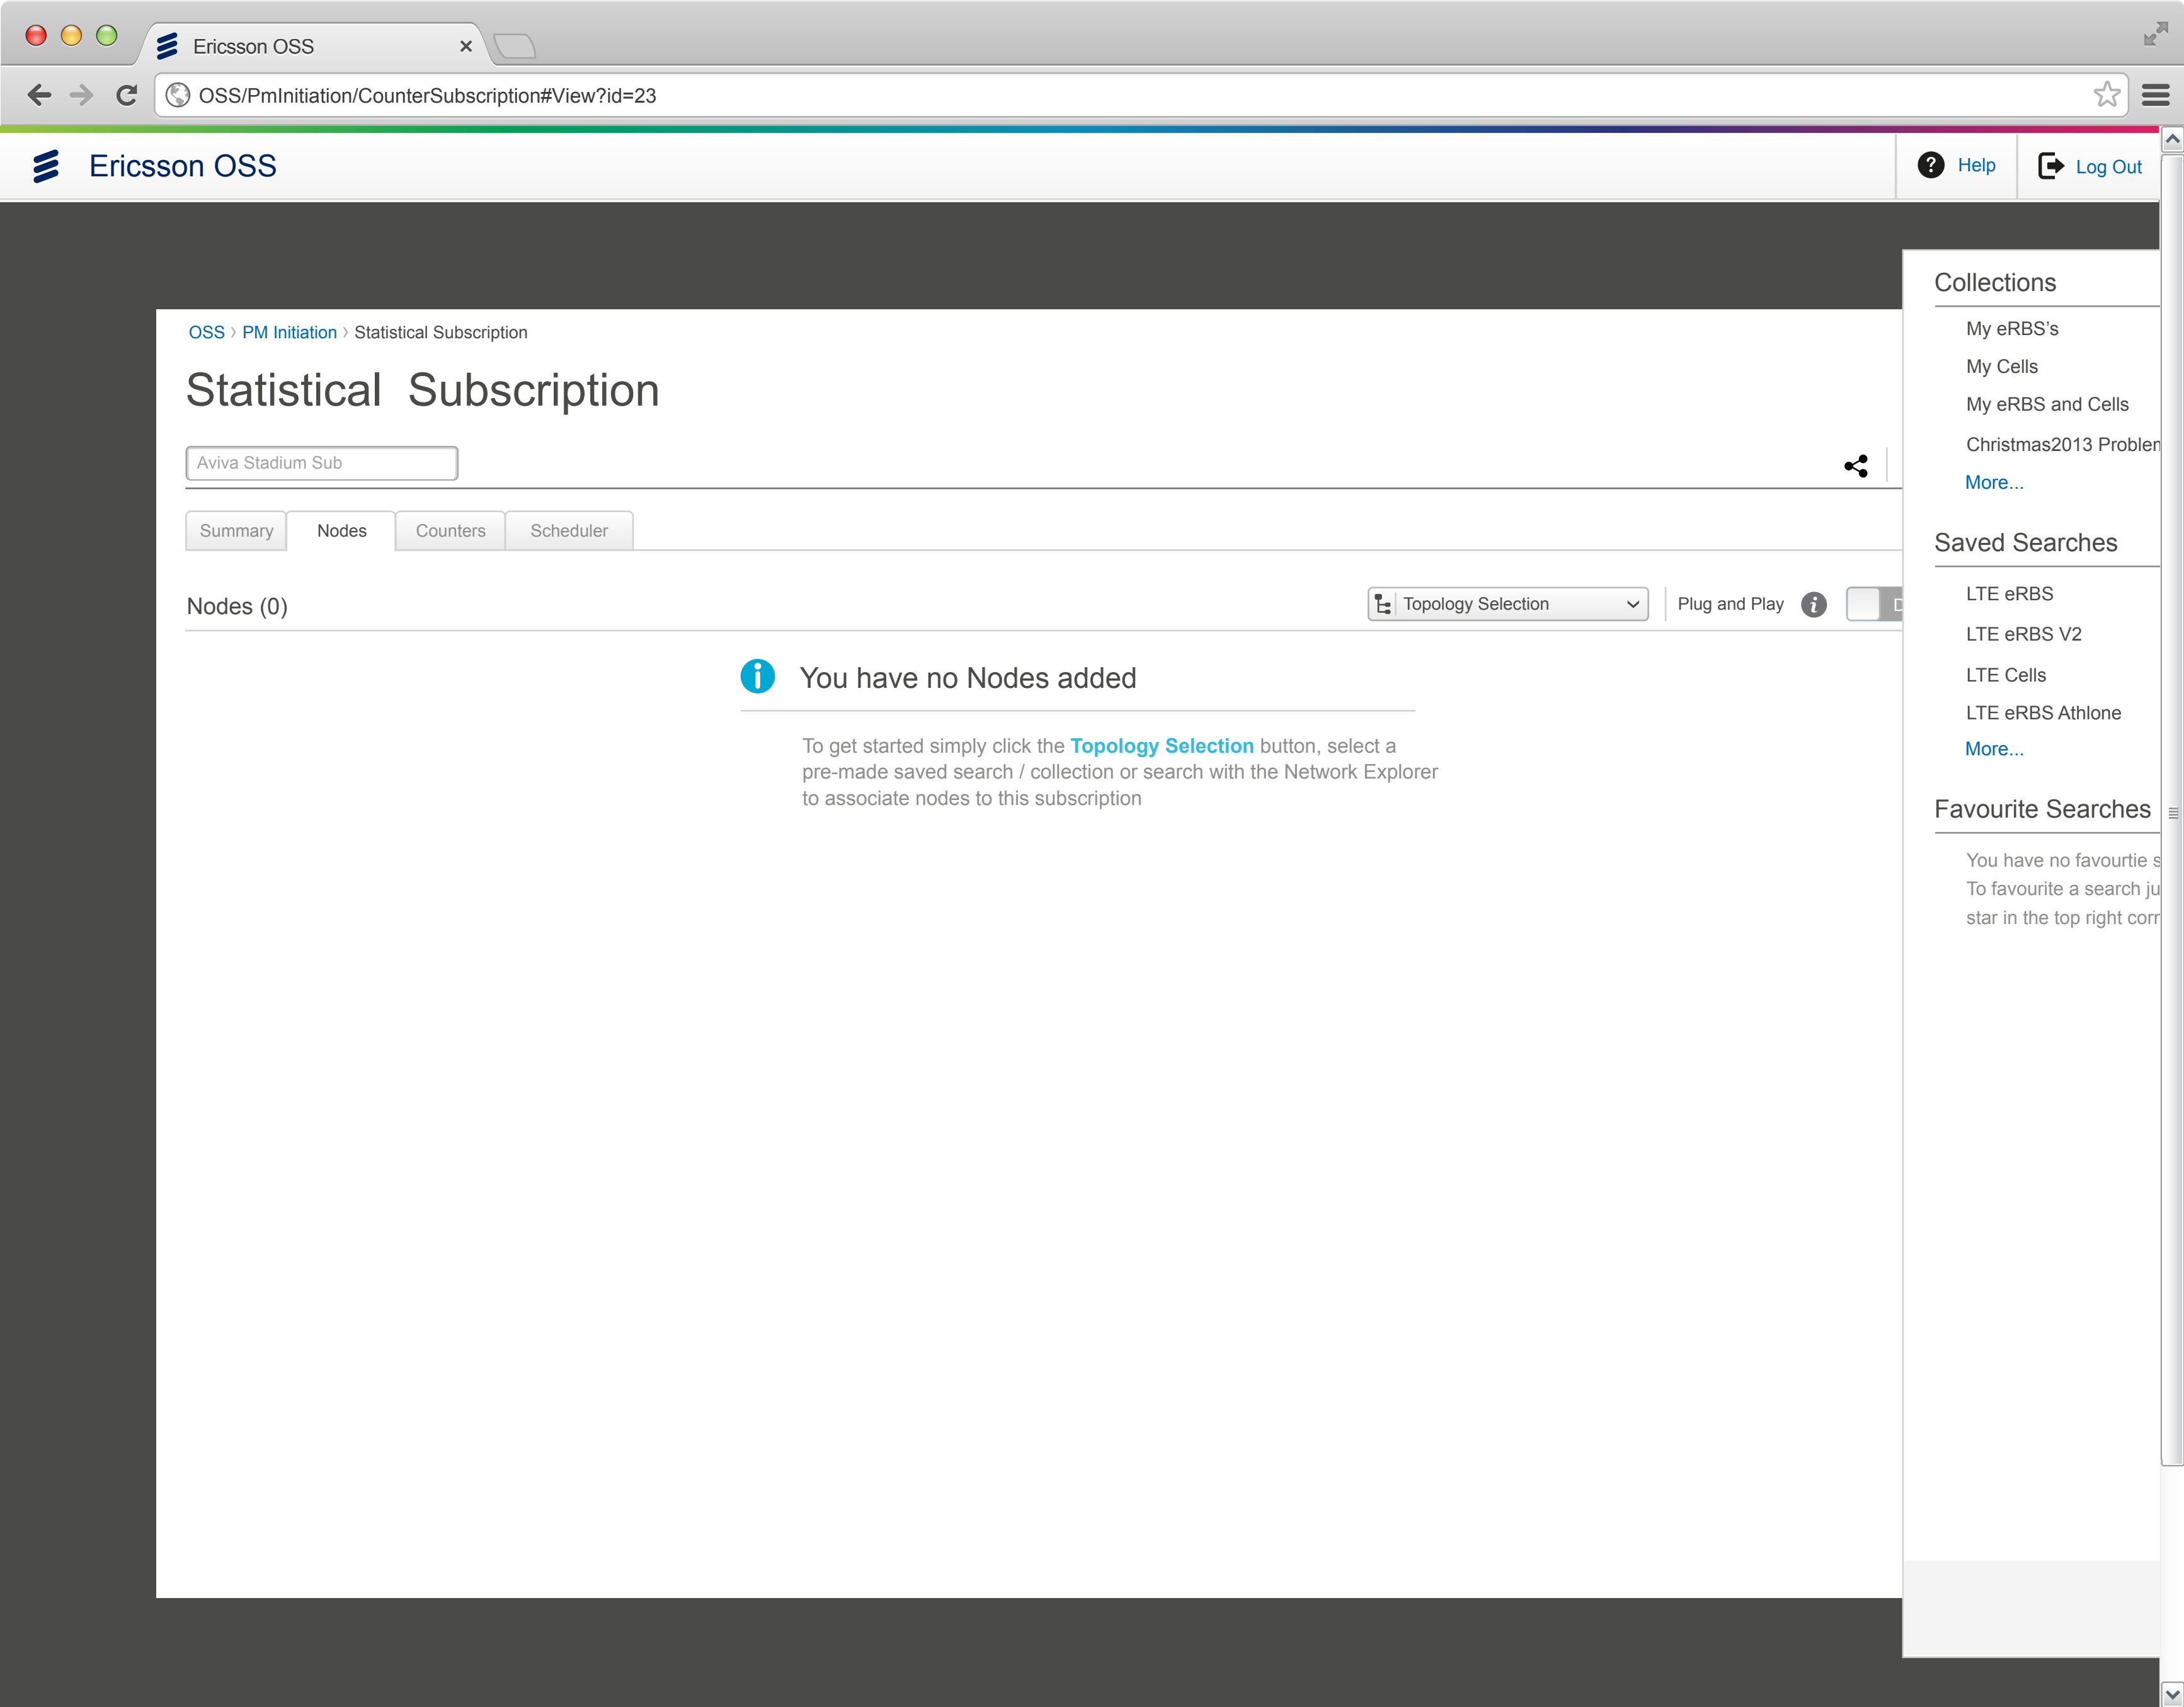 Ericsson OSS
OSS/PmInitiation/CounterSubscription#View?id=23
Ericsson OSS
Help
Log Out
OSS › PM Initiation › Statistical Subscription
Statistical Subscription
Aviva Stadium Sub
Summary
Nodes
Counters
Scheduler
Nodes (0)
Topology Selection
Plug and Play
You have no Nodes added
To get started simply click the Topology Selection button, select a
pre-made saved search / collection or search with the Network Explorer
to associate nodes to this subscription
Collections
My eRBS's
My Cells
My eRBS and Cells
Christmas2013
More...
Saved Searches
LTE eRBS
LTE eRBS V2
LTE Cells
LTE eRBS Athlone
More...
Favourite Searches
You have no favourtie
To favourite a search
star in the top right